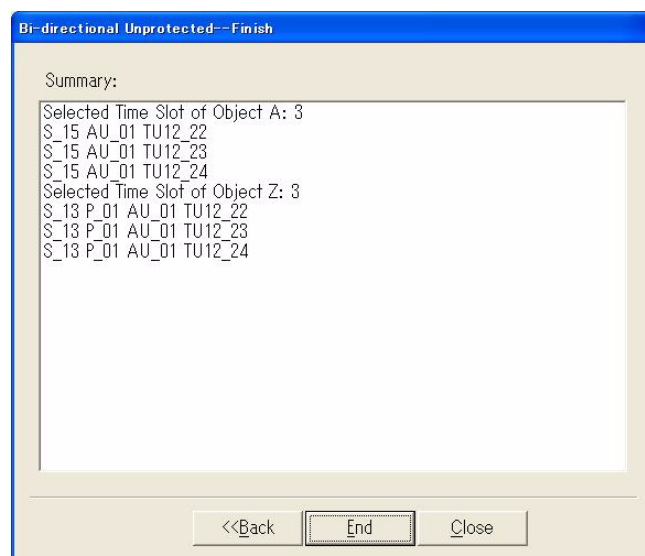 Bi-directional Unprotected--Finish
Summary:
Selected Time Slot of Object A: 3
S_15 AU_01 TU12_22
S_15 AU_01 TU12_23
S_15 AU_01 TU12_24
Selected Time Slot of Object Z: 3
S_13 P_01 AU_01 TU12_22
S_13 P_01 AU_01 TU12_23
S_13 P_01 AU_01 TU12_24
<<Back End Close